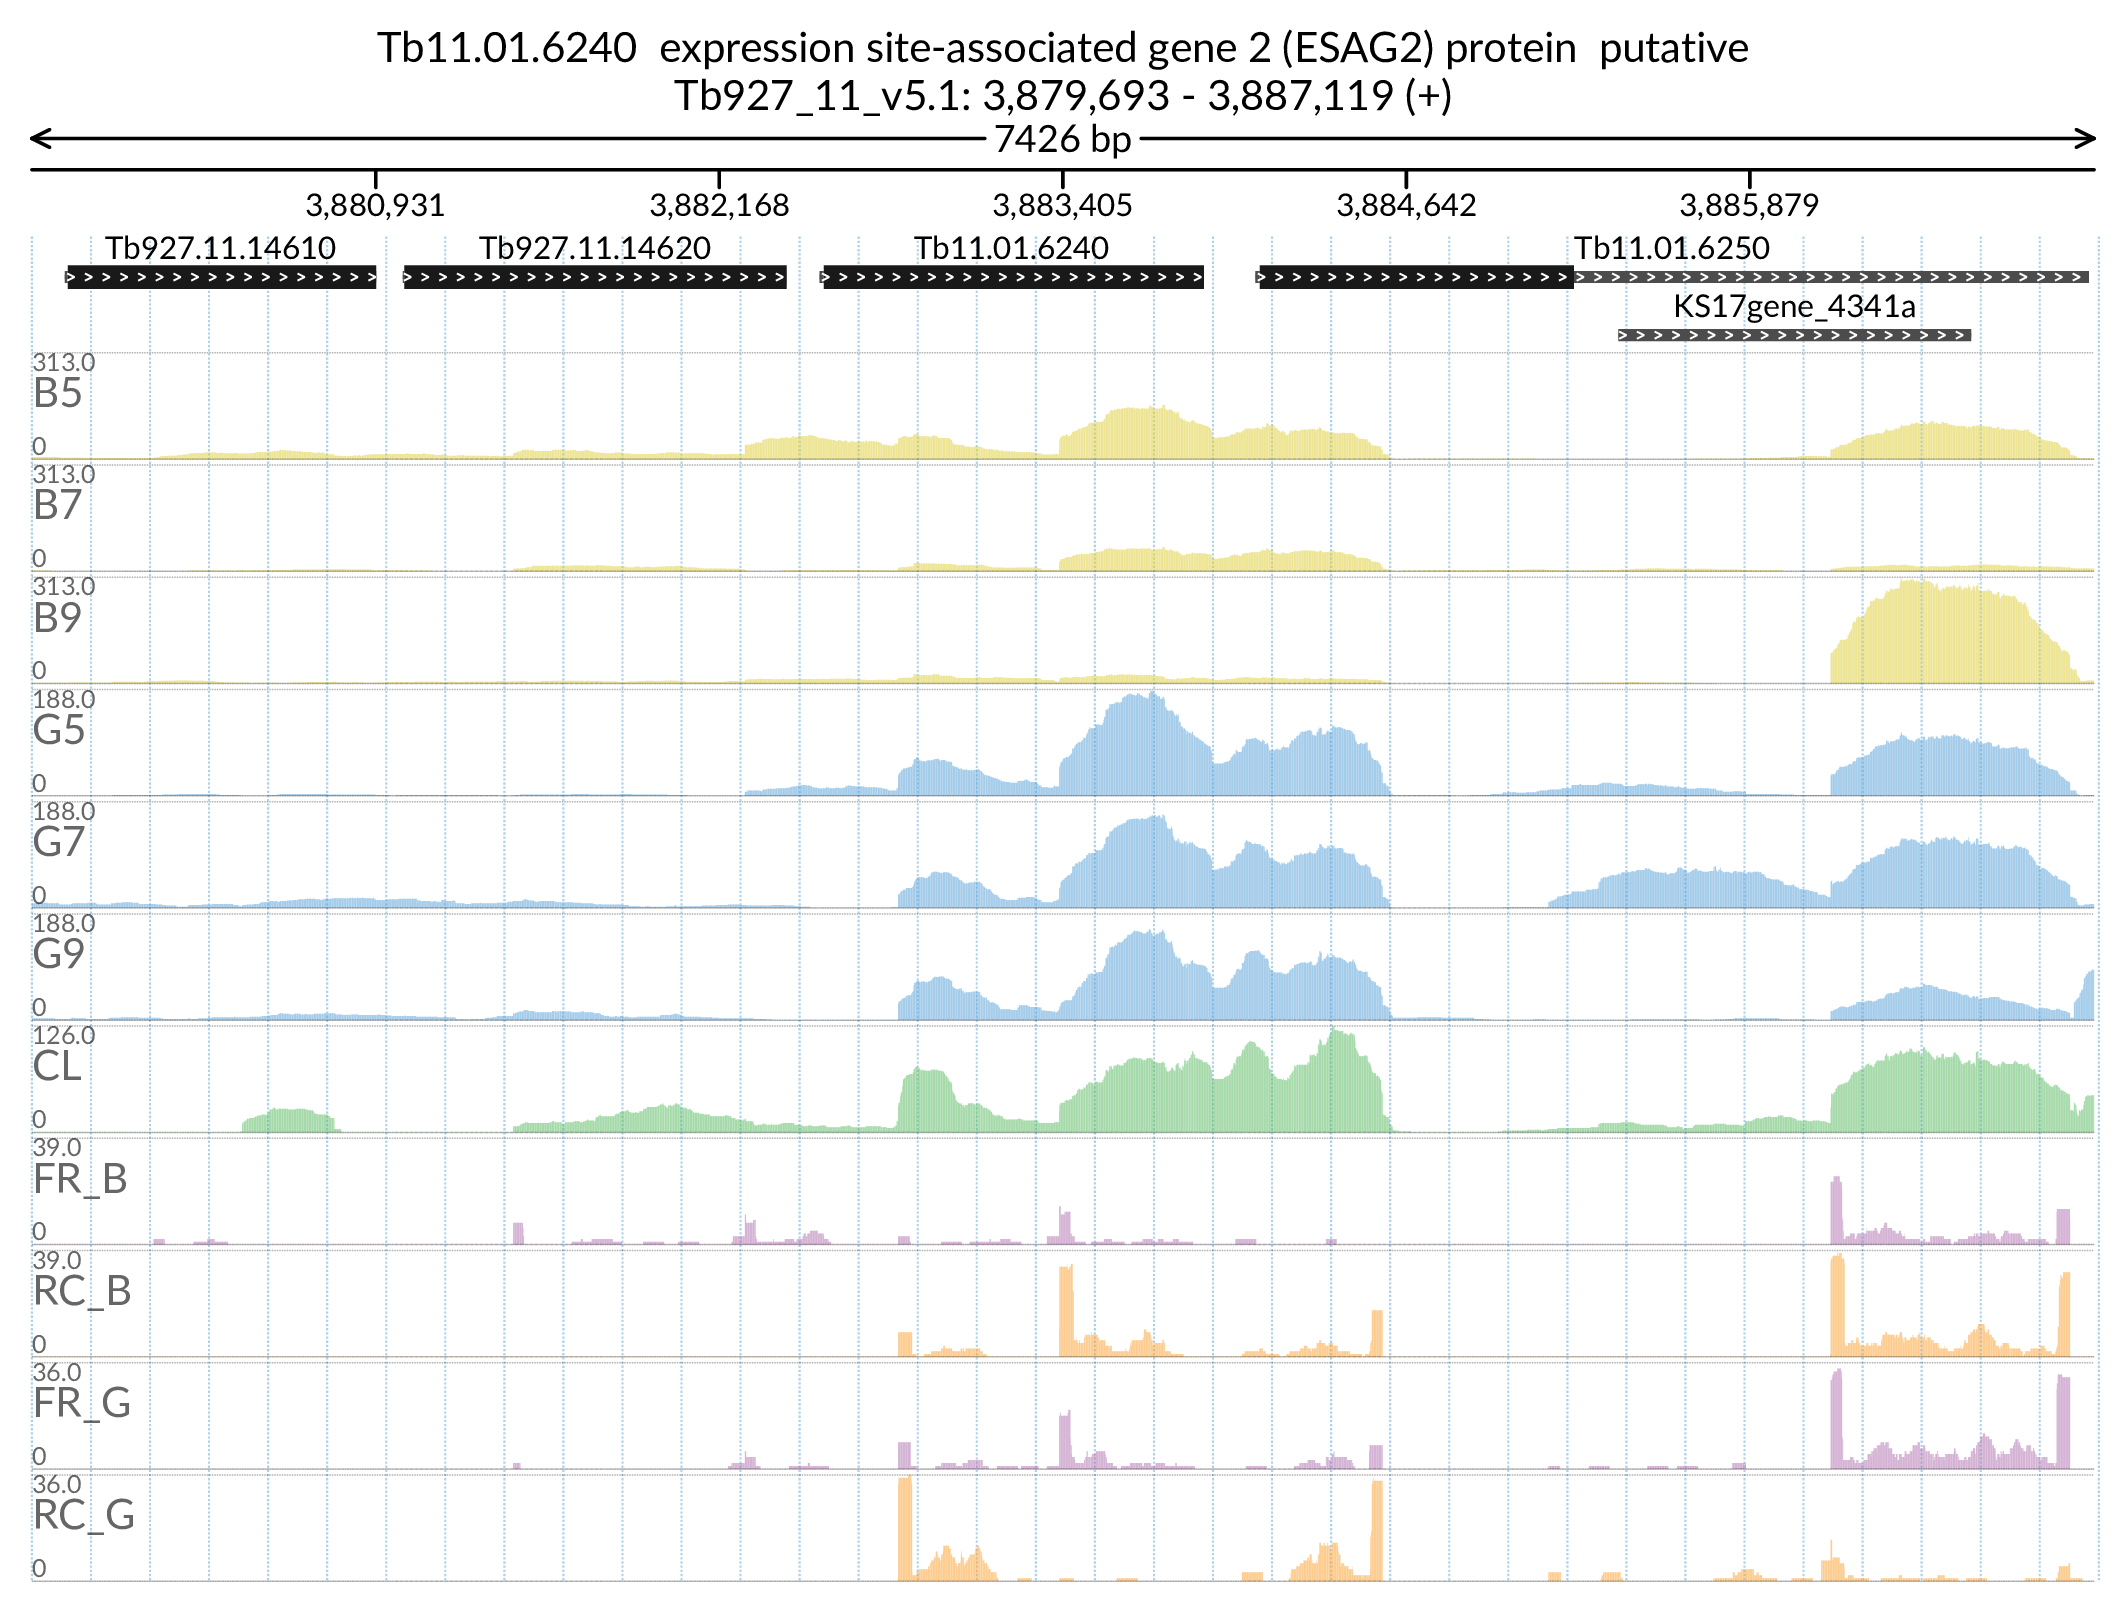 Tb11.01.6240  expression site-associated gene 2 (ESAG2) protein  putative
Tb927_11_v5.1: 3,879,693 - 3,887,119 (+)
7426 bp
3,880,931 3,882,168 3,883,405 3,884,642 3,885,879
Tb927.11.14610 Tb927.11.14620 Tb11.01.6240 Tb11.01.6250
KS17gene_4341a
313.0
B5
0
313.0
B7
0
313.0
B9
0
188.0
G5
0
188.0
G7
0
188.0
G9
0
126.0
CL
0
39.0
FR_B
0
39.0
RC_B
0
36.0
FR_G
0
36.0
RC_G
0